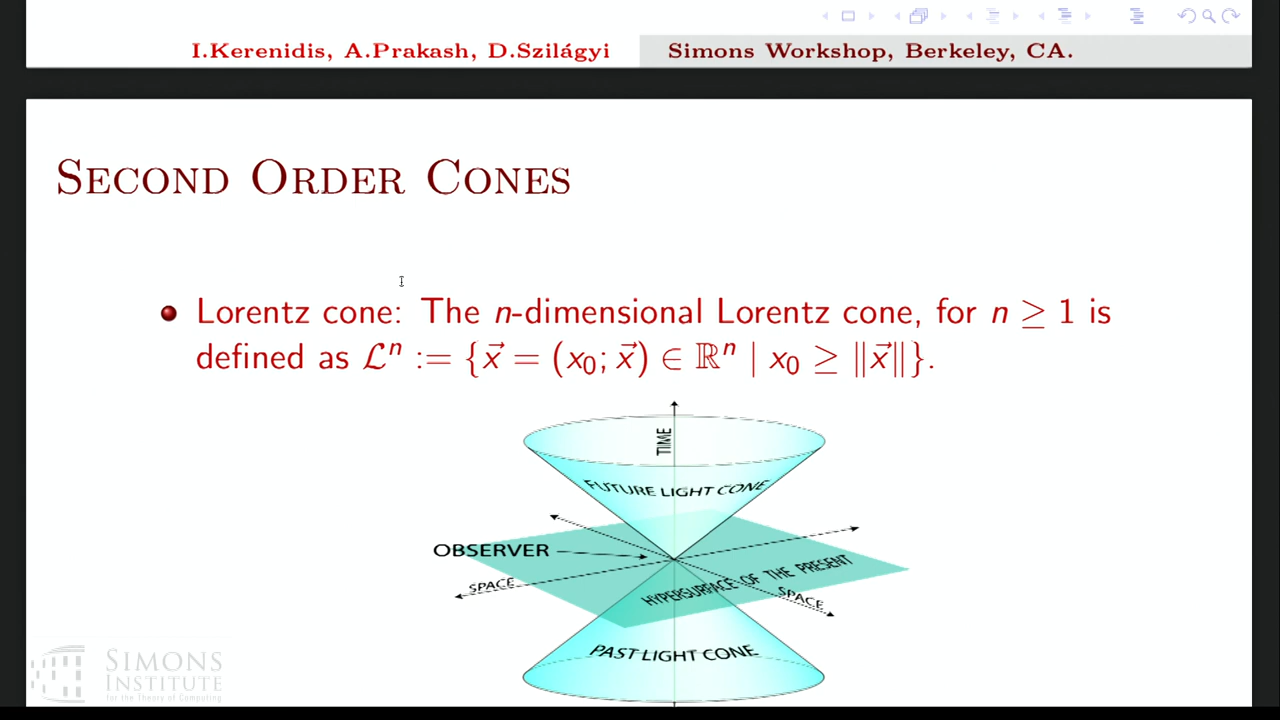 I.Kerenidis, A.Prakash, D.Szilágyi
Simons Workshop, Berkeley, CA.
Second Order Cones
Lorentz cone: The n-dimensional Lorentz cone, for n ≥ 1 is
defined as ℒⁿ := {x⃗ = (x₀; x⃗) ∈ ℝⁿ | x₀ ≥ ‖x⃗‖}.
TIME
FUTURE LIGHT CONE
OBSERVER
SPACE
HYPERSURFACE OF THE PRESENT
SPACE
PAST LIGHT CONE
SIMONS
INSTITUTE
for the Theory of Computing